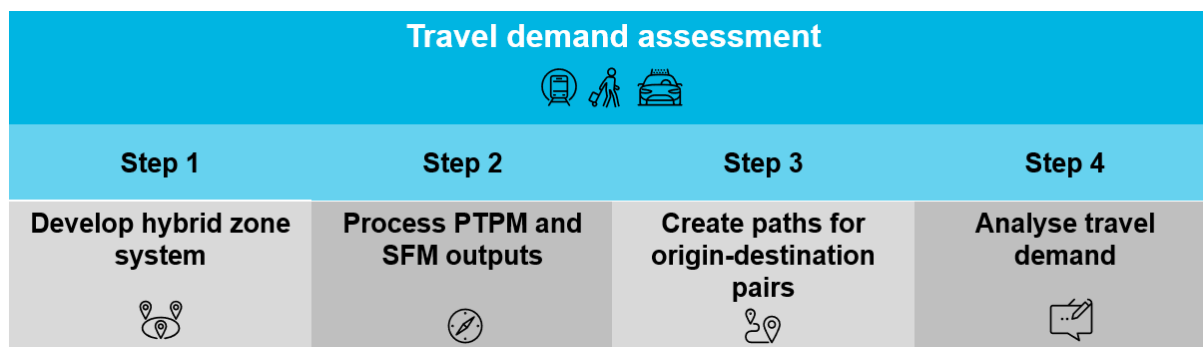 Travel demand assessment
Step 1
Step 2
Step 3
Step 4
Develop hybrid zone
system
Process PTPM and
SFM outputs
Create paths for
origin-destination
pairs
Analyse travel
demand